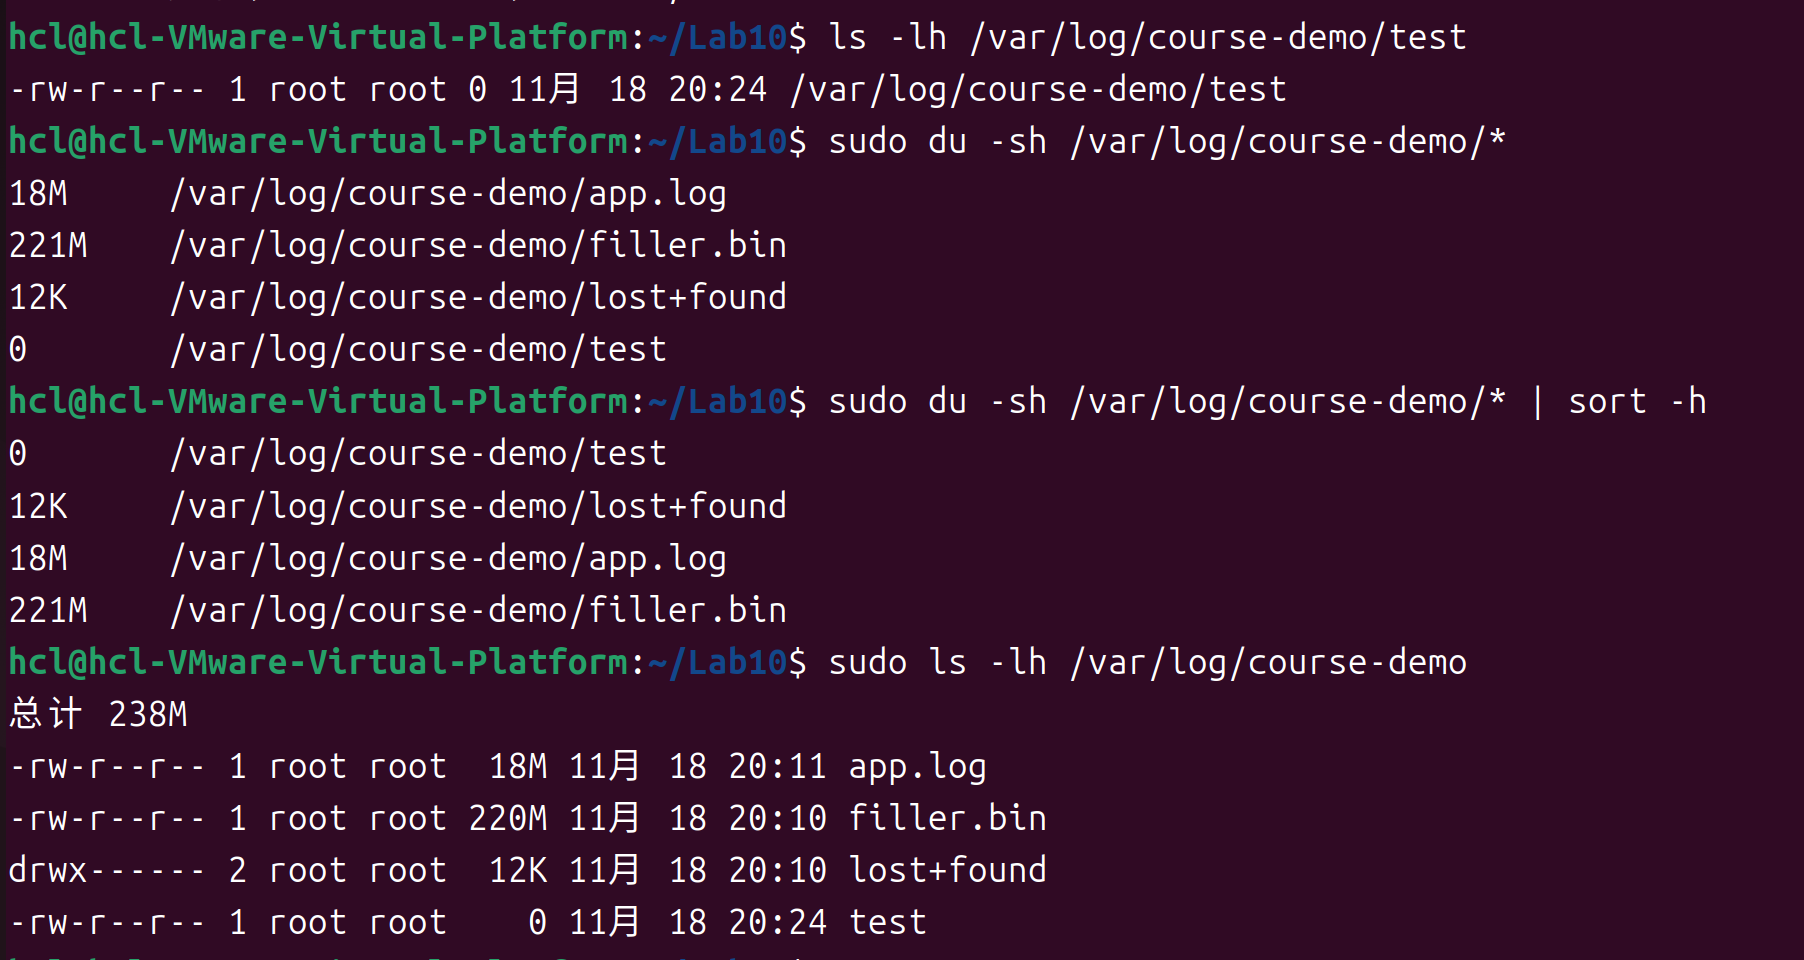 hcl@hcl-VMware-Virtual-Platform:~/Lab10$ ls -lh /var/log/course-demo/test
-rw-r--r-- 1 root root 0 11月 18 20:24 /var/log/course-demo/test
hcl@hcl-VMware-Virtual-Platform:~/Lab10$ sudo du -sh /var/log/course-demo/*
18M     /var/log/course-demo/app.log
221M    /var/log/course-demo/filler.bin
12K     /var/log/course-demo/lost+found
0       /var/log/course-demo/test
hcl@hcl-VMware-Virtual-Platform:~/Lab10$ sudo du -sh /var/log/course-demo/* | sort -h
0       /var/log/course-demo/test
12K     /var/log/course-demo/lost+found
18M     /var/log/course-demo/app.log
221M    /var/log/course-demo/filler.bin
hcl@hcl-VMware-Virtual-Platform:~/Lab10$ sudo ls -lh /var/log/course-demo
总计 238M
-rw-r--r-- 1 root root  18M 11月 18 20:11 app.log
-rw-r--r-- 1 root root 220M 11月 18 20:10 filler.bin
drwx------ 2 root root  12K 11月 18 20:10 lost+found
-rw-r--r-- 1 root root    0 11月 18 20:24 test